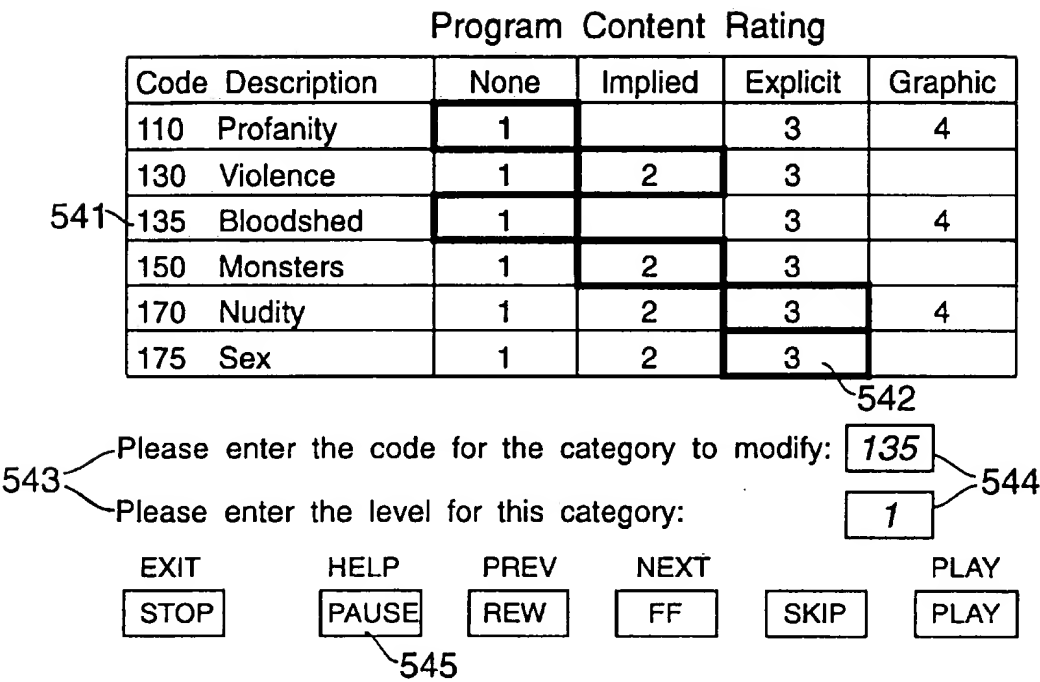 Program Content Rating
Code Description None Implied Explicit Graphic
110 Profanity 1 3 4
130 Violence 1 2 3
541 135 Bloodshed 1 3 4
150 Monsters 1 2 3
170 Nudity 1 2 3 4
175 Sex 1 2 3
542
Please enter the code for the category to modify: 135
543 544
Please enter the level for this category: 1
EXIT HELP PREV NEXT PLAY
STOP PAUSE REW FF SKIP PLAY
545